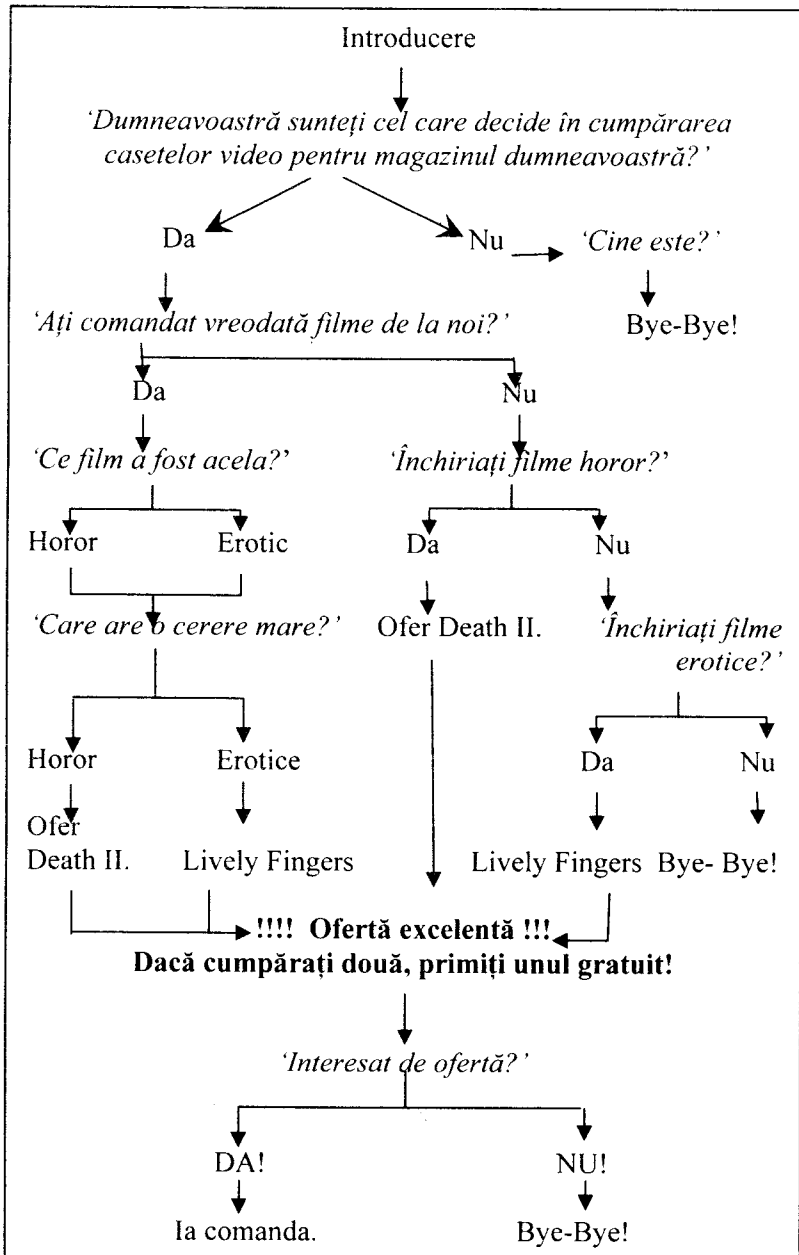 Introducere
‘Dumneavoastră sunteți cel care decide în cumpărarea
casetelor video pentru magazinul dumneavoastră?’
Da
Nu
‘Cine este?’
‘Ați comandat vreodată filme de la noi?’
Bye-Bye!
Da
Nu
‘Ce film a fost acela?’
‘Închiriați filme horor?’
Horor
Erotic
Da
Nu
‘Care are o cerere mare?’
Ofer Death II.
‘Închiriați filme
erotice?’
Horor
Erotice
Da
Nu
Ofer
Death II.
Lively Fingers
Lively Fingers
Bye- Bye!
!!!! Ofertă excelentă !!!
Dacă cumpărați două, primiți unul gratuit!
‘Interesat de ofertă?’
DA!
NU!
Ia comanda.
Bye-Bye!